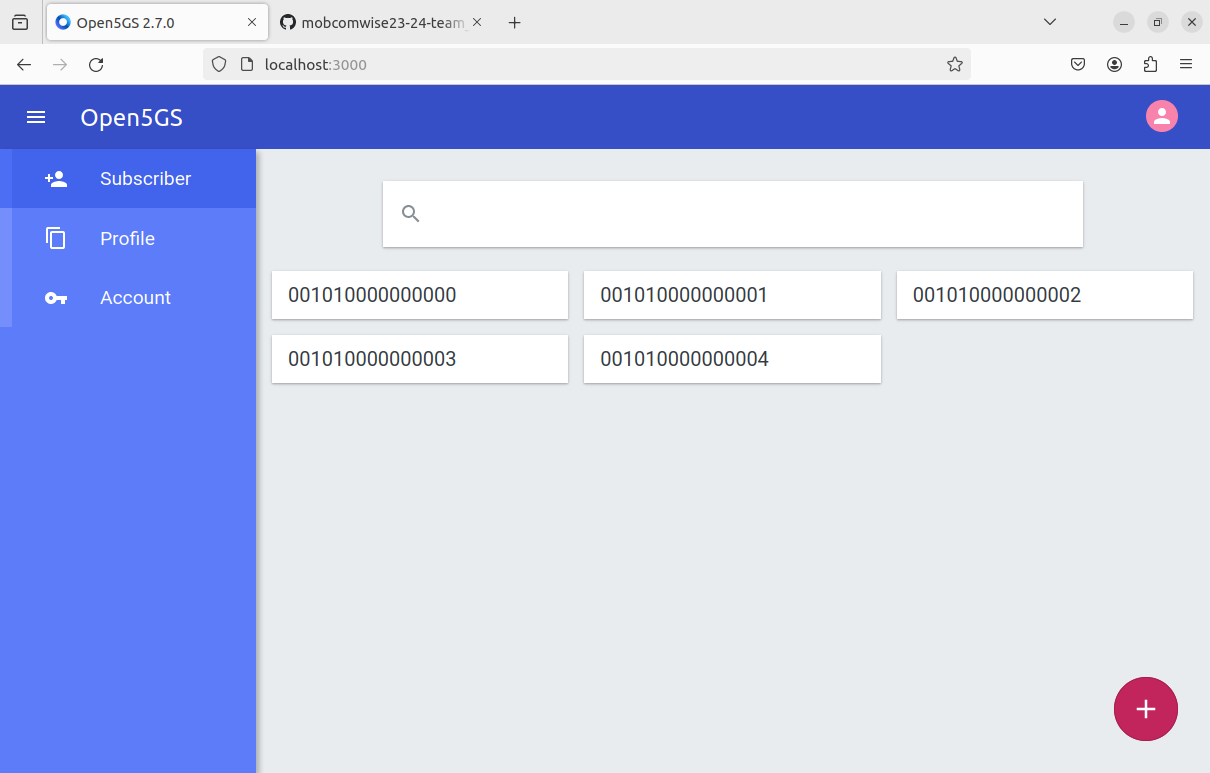 Open5GS 2.7.0
mobcomwise23-24-team_
localhost:3000
Open5GS
Subscriber
Profile
Account
001010000000000
001010000000001
001010000000002
001010000000003
001010000000004